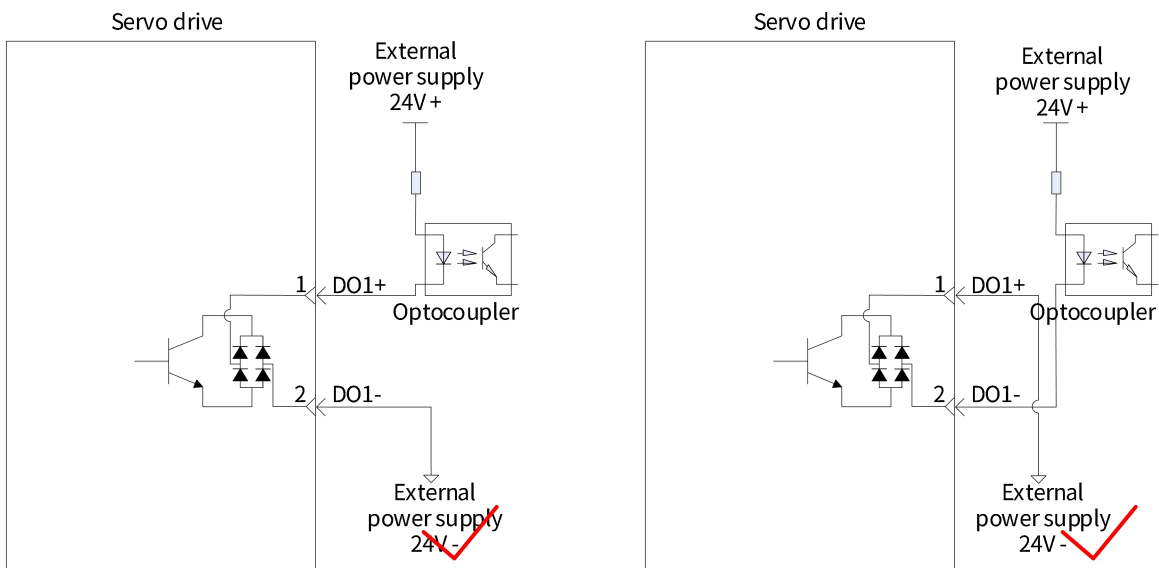 Servo drive
External
power supply
24V +
1 DO1+
Optocoupler
2 DO1-
External
power supply
24V -
Servo drive
External
power supply
24V +
1 DO1+
Optocoupler
2 DO1-
External
power supply
24V -